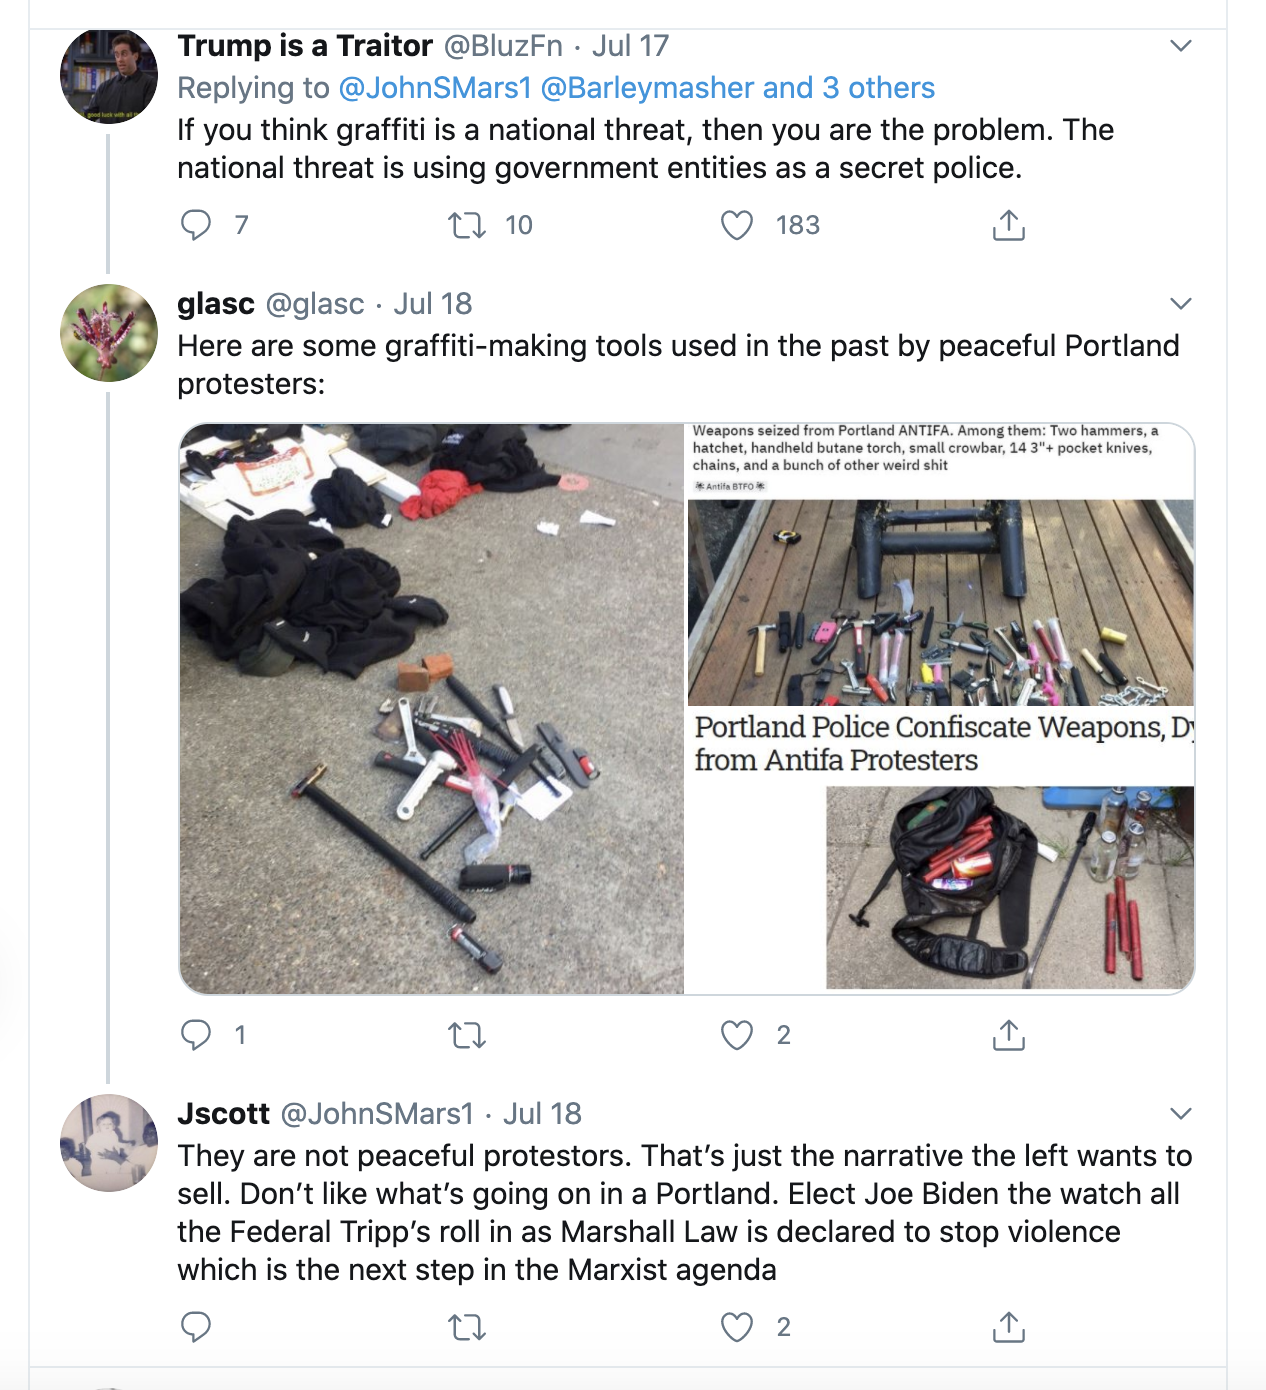 Trump is a Traitor @BluzFn · Jul 17
Replying to @JohnSMars1 @Barleymasher and 3 others
If you think graffiti is a national threat, then you are the problem. The
national threat is using government entities as a secret police.
7 10 183
glasc @glasc · Jul 18
Here are some graffiti-making tools used in the past by peaceful Portland
protesters:
Weapons seized from Portland ANTIFA. Among them: Two hammers, a
hatchet, handheld butane torch, small crowbar, 14 3"+ pocket knives,
chains, and a bunch of other weird shit
Antifa BTFO
Portland Police Confiscate Weapons,
from Antifa Protesters
1 2
Jscott @JohnSMars1 · Jul 18
They are not peaceful protestors. That's just the narrative the left wants to
sell. Don't like what's going on in a Portland. Elect Joe Biden the watch all
the Federal Tripp's roll in as Marshall Law is declared to stop violence
which is the next step in the Marxist agenda
2